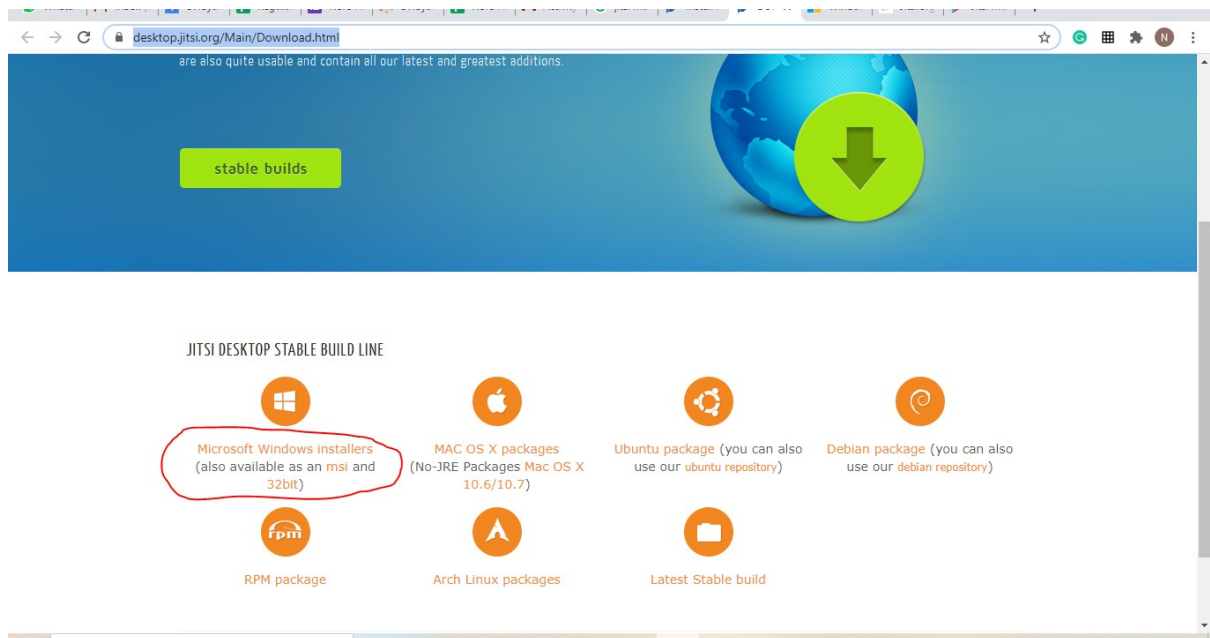 desktop.jitsi.org/Main/Download.html
N
are also quite usable and contain all our latest and greatest additions.
stable builds
JITSI DESKTOP STABLE BUILD LINE
Microsoft Windows installers
(also available as an msi and
32bit)
MAC OS X packages
(No-JRE Packages Mac OS X
10.6/10.7)
Ubuntu package (you can also
use our ubuntu repository)
Debian package (you can also
use our debian repository)
rpm
RPM package
Arch Linux packages
Latest Stable build